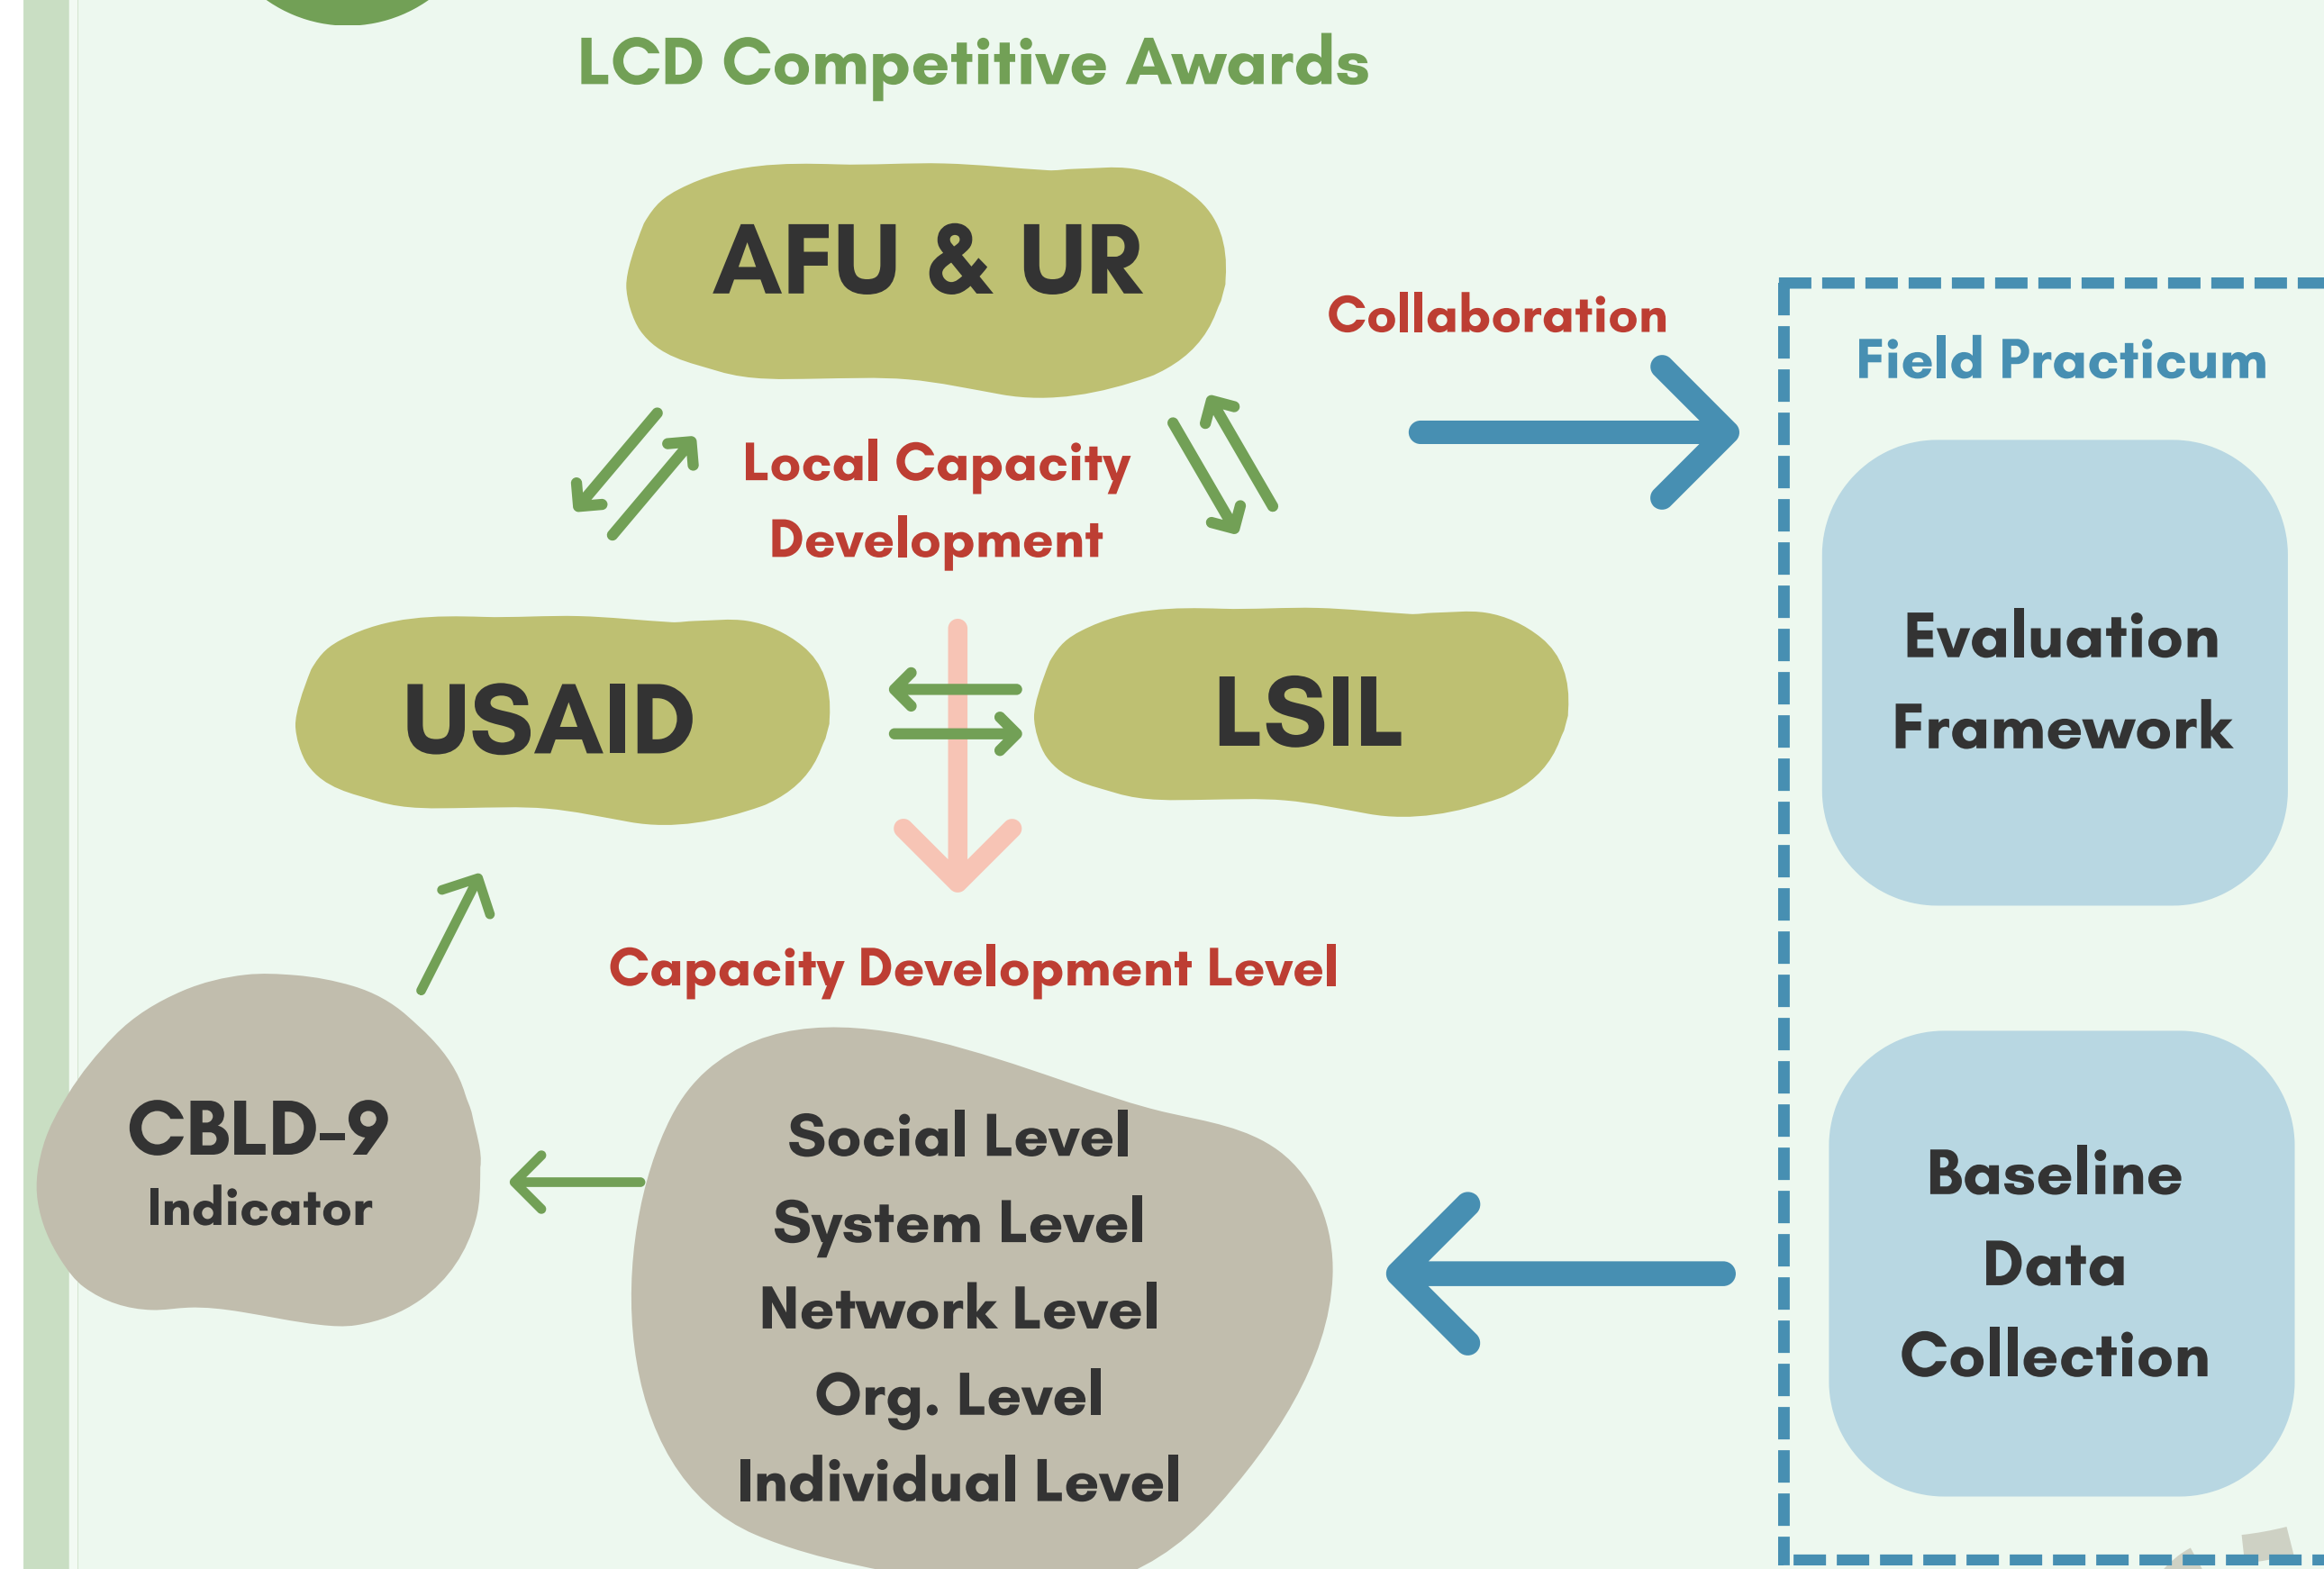 LCD Competitive Awards
AFU & UR
Collaboration
Field Practicum
Local Capacity
Development
Evaluation
Framework
USAID
LSIL
Capacity Development Level
CBLD-9
Indicator
Social Level
System Level
Network Level
Org. Level
Individual Level
Baseline
Data
Collection